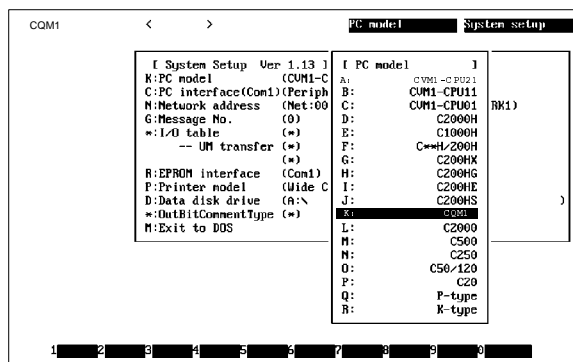 CQM1 < > PC model System setup
[ System Setup Ver 1.13 ]
K:PC model (CVM1-C
C:PC interface(Com1)(Periph
N:Network address (Net:00
G:Message No. (0)
*:I/O table (*)
-- UM transfer (*)
(*)
R:EPROM interface (Com1)
P:Printer model (Wide C
D:Data disk drive (A:\
*:OutBitCommentType (*)
M:Exit to DOS
RK1)
)
[ PC model ]
A: CVM1-CPU21
B: CVM1-CPU11
C: CVM1-CPU01
D: C2000H
E: C1000H
F: C**H/200H
G: C200HX
H: C200HG
I: C200HE
J: C200HS
K: CQM1
L: C2000
M: C500
N: C250
O: C50/120
P: C20
Q: P-type
R: K-type
1 2 3 4 5 6 7 8 9 0